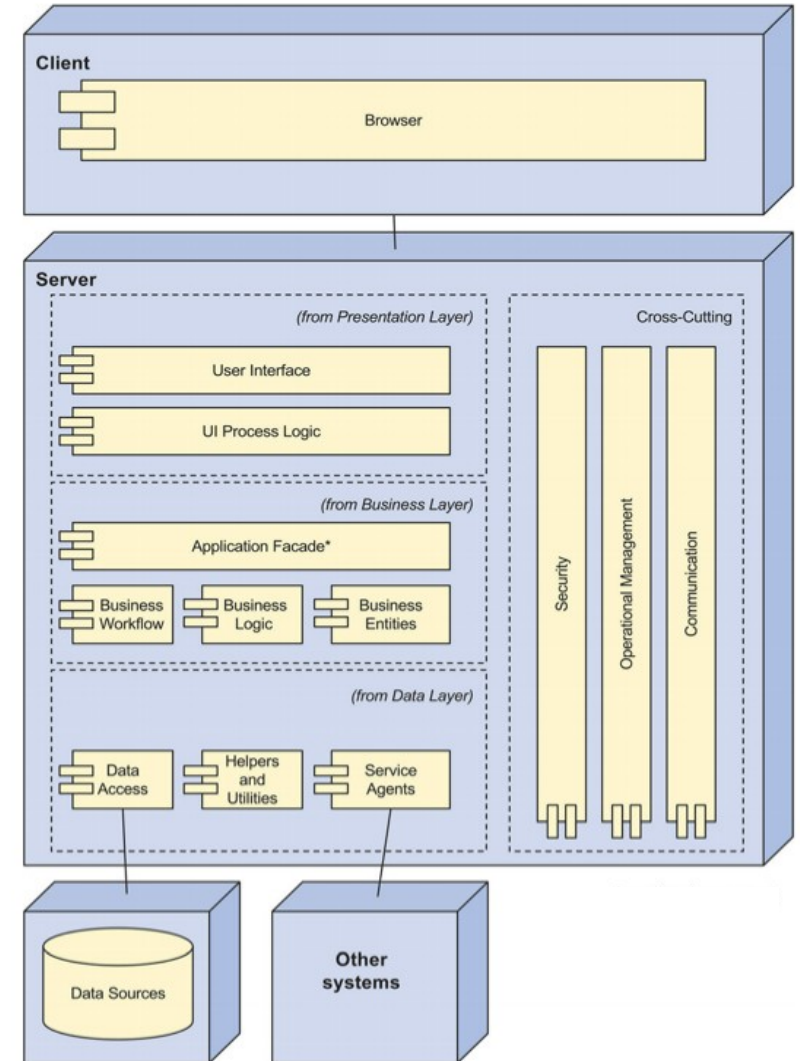 Client
Browser
Server
(from Presentation Layer)
User Interface
UI Process Logic
(from Business Layer)
Application Facade*
Business
Workflow
Business
Logic
Business
Entities
(from Data Layer)
Data
Access
Helpers
and
Utilities
Service
Agents
Cross-Cutting
Security
Operational Management
Communication
Data Sources
Other
systems